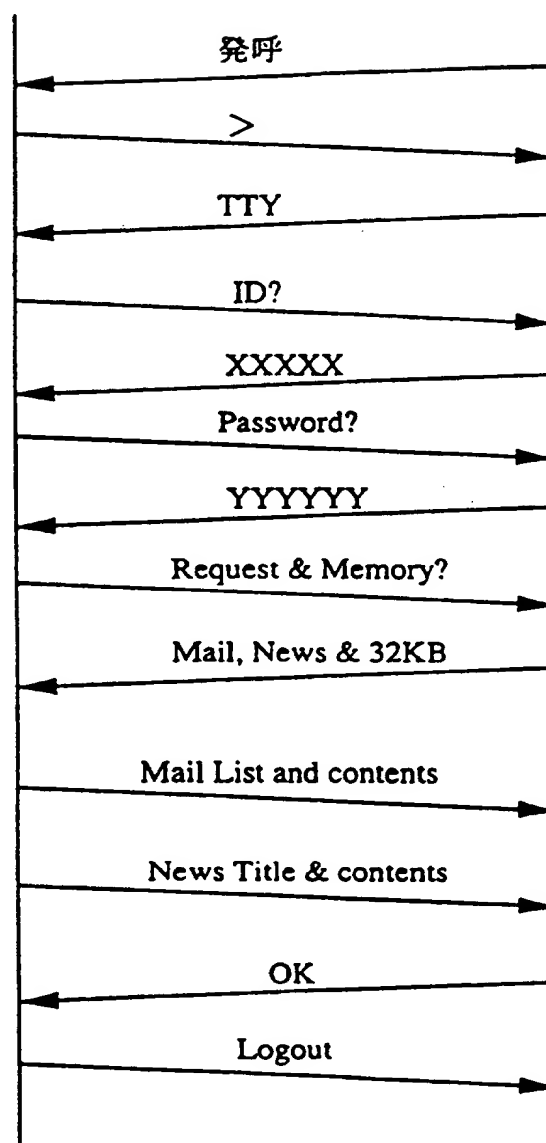 発呼
>
TTY
ID?
XXXXX
Password?
YYYYYY
Request & Memory?
Mail, News & 32KB
Mail List and contents
News Title & contents
OK
Logout